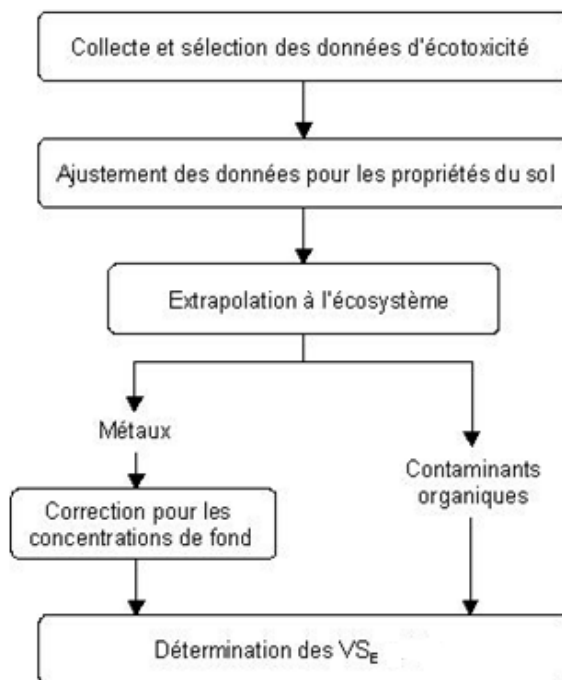 Collecte et sélection des données d'écotoxicité
Ajustement des données pour les propriétés du sol
Extrapolation à l'écosystème
Métaux
Contaminants
organiques
Correction pour les
concentrations de fond
Détermination des VSE